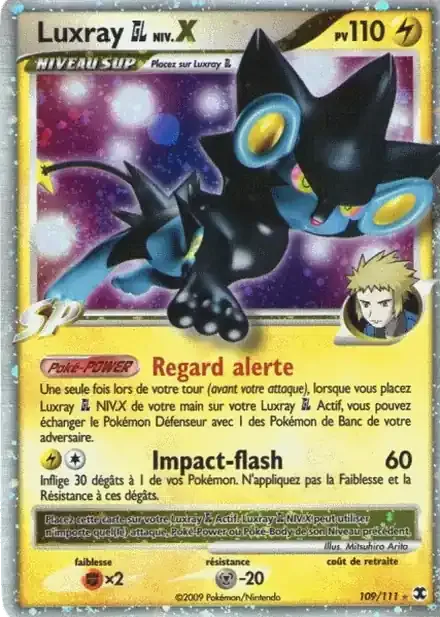 Luxray GL NIV.X PV 110
NIVEAU SUP Placez sur Luxray GL
SP
Poké-POWER Regard alerte
Une seule fois lors de votre tour (avant votre attaque), lorsque vous placez
Luxray GL NIV.X de votre main sur votre Luxray GL Actif, vous pouvez
échanger le Pokémon Défenseur avec 1 des Pokémon de Banc de votre
adversaire.
Impact-flash 60
Inflige 30 dégâts à 1 de vos Pokémon. N'appliquez pas la Faiblesse et la
Résistance à ces dégâts.
Placez cette carte sur votre Luxray GL Actif. Luxray GL NIV.X peut utiliser
n'importe quel(le) attaque, Poké-Power ou Poké-Body de son Niveau précédent.
Illus. Mitsuhiro Arita
faiblesse résistance coût de retraite
×2 -20
©2009 Pokémon/Nintendo 109/111